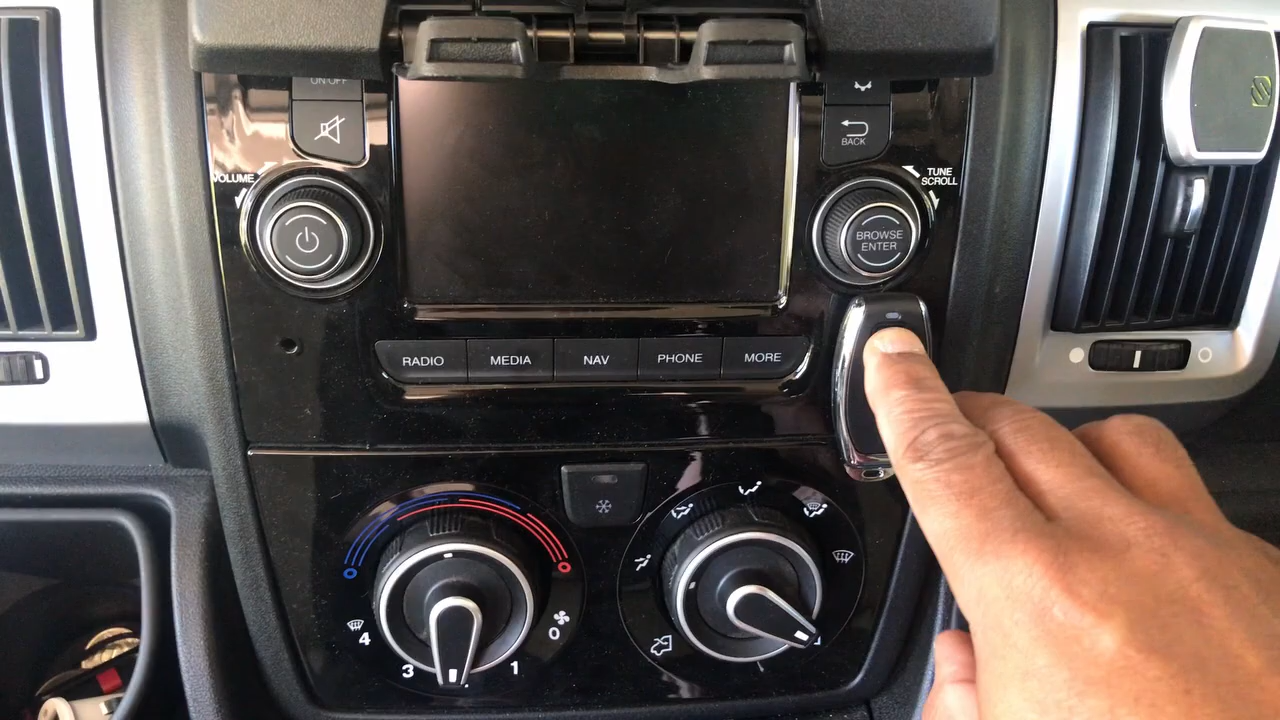 ON/OFF
BACK
VOLUME
TUNE
SCROLL
BROWSE
ENTER
RADIO
MEDIA
NAV
PHONE
MORE
4
3
1
0